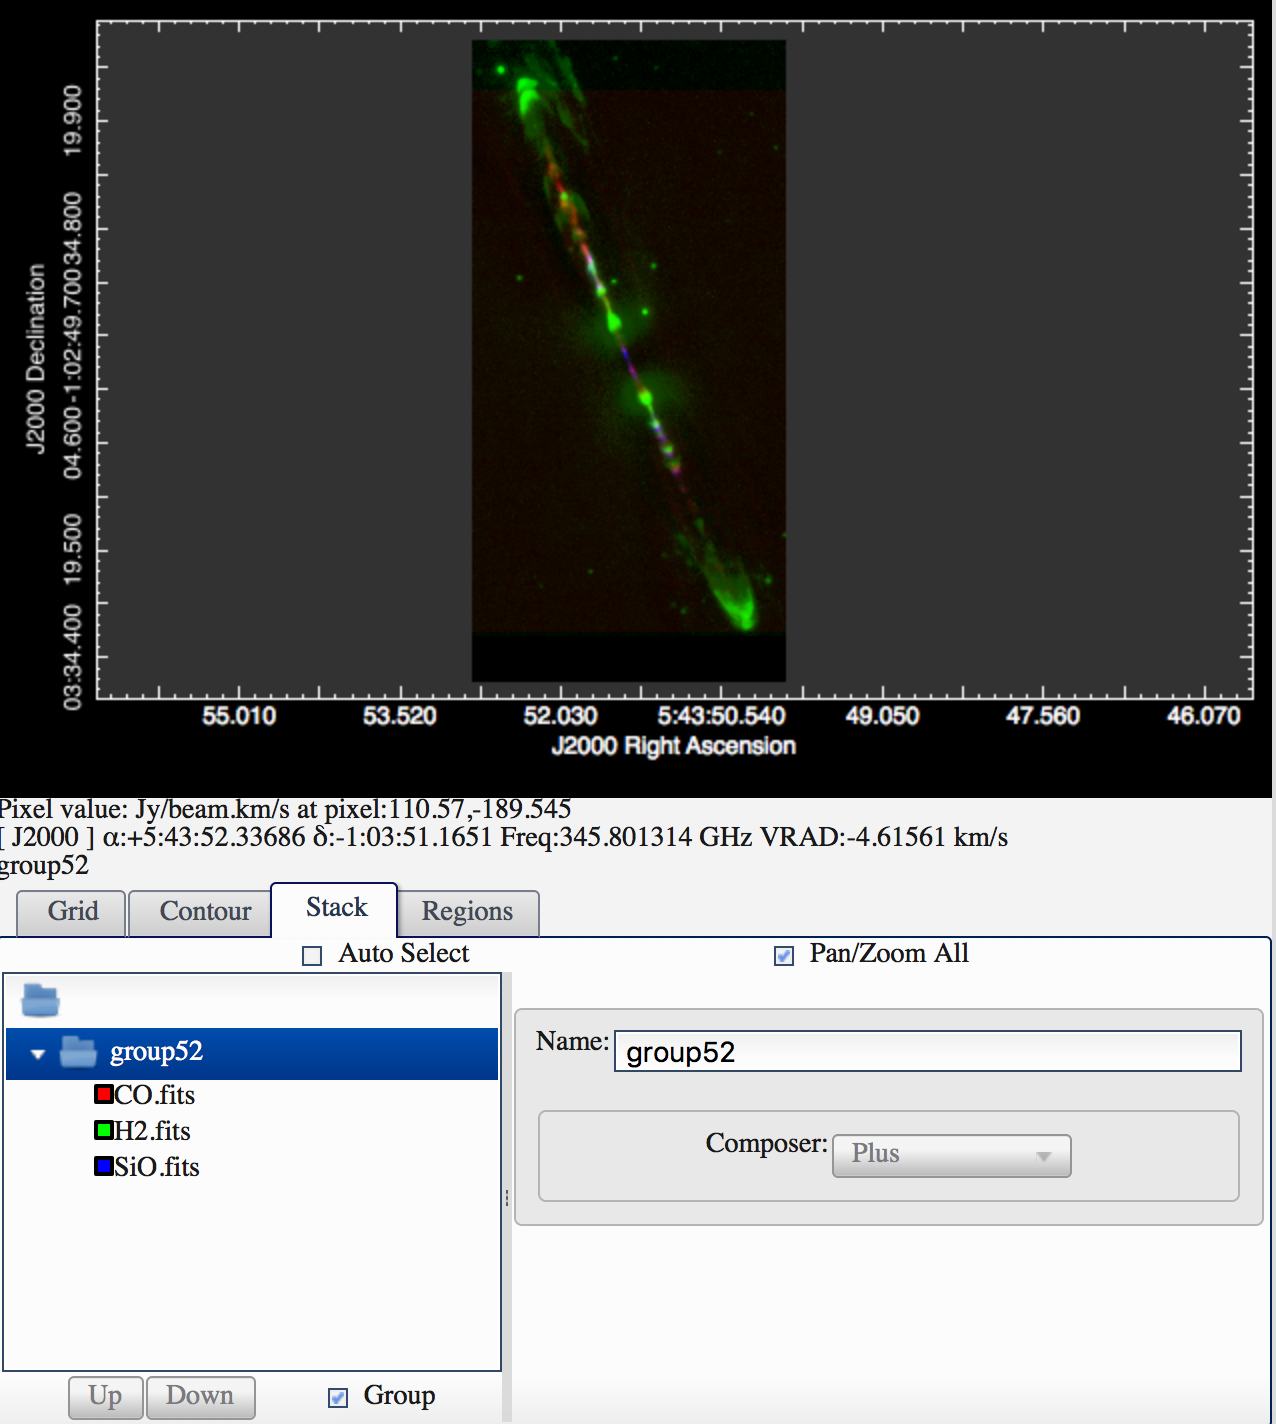 J2000 Declination
03:34.400 19.500 04.600-1:02:49.70034.800 19.900
55.010 53.520 52.030 5:43:50.540 49.050 47.560 46.070
J2000 Right Ascension
Pixel value: Jy/beam.km/s at pixel:110.57,-189.545
[ J2000 ] α:+5:43:52.33686 δ:-1:03:51.1651 Freq:345.801314 GHz VRAD:-4.61561 km/s
group52
Grid Contour Stack Regions
Auto Select Pan/Zoom All
group52
CO.fits
H2.fits
SiO.fits
Name: group52
Composer: Plus
Up Down Group